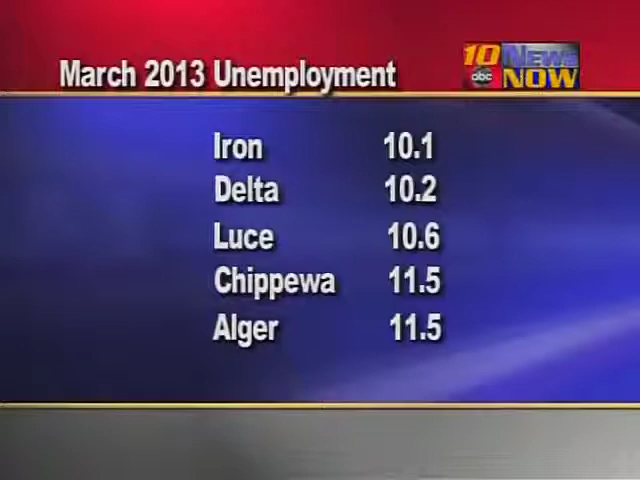 March 2013 Unemployment
10 NEWS
abc NOW
Iron 10.1
Delta 10.2
Luce 10.6
Chippewa 11.5
Alger 11.5